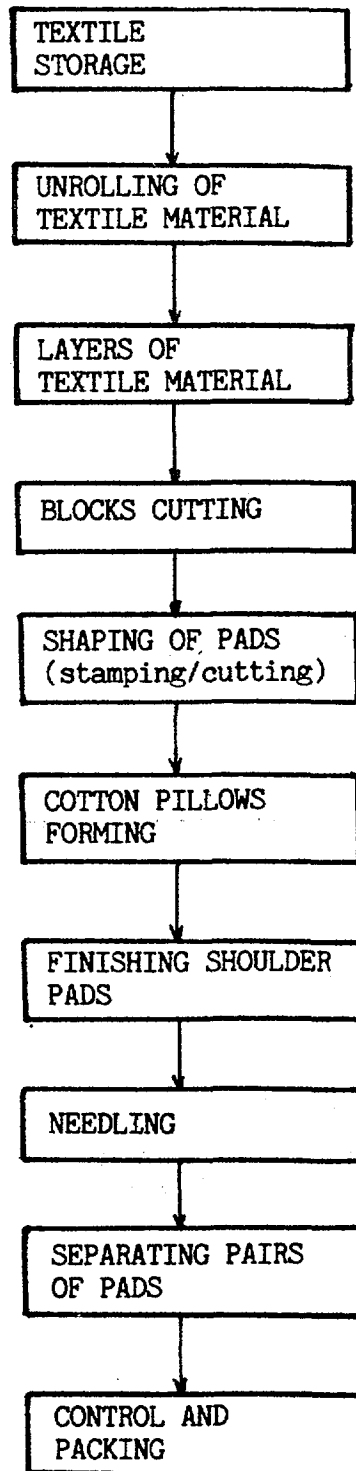 TEXTILE
STORAGE
UNROLLING OF
TEXTILE MATERIAL
LAYERS OF
TEXTILE MATERIAL
BLOCKS CUTTING
SHAPING OF PADS
(stamping/cutting)
COTTON PILLOWS
FORMING
FINISHING SHOULDER
PADS
NEEDLING
SEPARATING PAIRS
OF PADS
CONTROL AND
PACKING